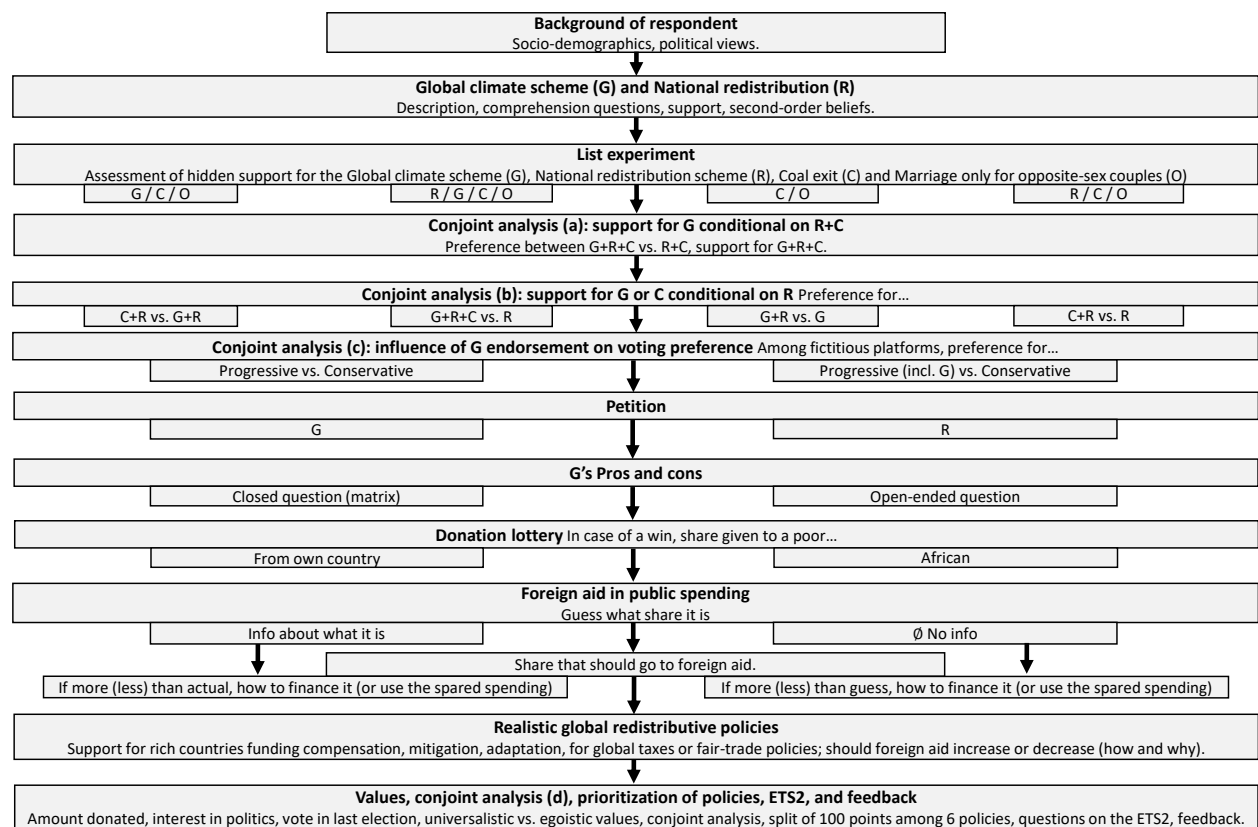 Background of respondent
Socio-demographics, political views.
Global climate scheme (G) and National redistribution (R)
Description, comprehension questions, support, second-order beliefs.
List experiment
Assessment of hidden support for the Global climate scheme (G), National redistribution scheme (R), Coal exit (C) and Marriage only for opposite-sex couples (O)
G / C / O
R / G / C / O
C / O
R / C / O
Conjoint analysis (a): support for G conditional on R+C
Preference between G+R+C vs. R+C, support for G+R+C.
Conjoint analysis (b): support for G or C conditional on R Preference for…
C+R vs. G+R
G+R+C vs. R
G+R vs. G
C+R vs. R
Conjoint analysis (c): influence of G endorsement on voting preference Among fictitious platforms, preference for…
Progressive vs. Conservative
Progressive (incl. G) vs. Conservative
Petition
G
R
G's Pros and cons
Closed question (matrix)
Open-ended question
Donation lottery In case of a win, share given to a poor…
From own country
African
Foreign aid in public spending
Guess what share it is
Info about what it is
Ø No info
Share that should go to foreign aid.
If more (less) than actual, how to finance it (or use the spared spending)
If more (less) than guess, how to finance it (or use the spared spending)
Realistic global redistributive policies
Support for rich countries funding compensation, mitigation, adaptation, for global taxes or fair-trade policies; should foreign aid increase or decrease (how and why).
Values, conjoint analysis (d), prioritization of policies, ETS2, and feedback
Amount donated, interest in politics, vote in last election, universalistic vs. egoistic values, conjoint analysis, split of 100 points among 6 policies, questions on the ETS2, feedback.